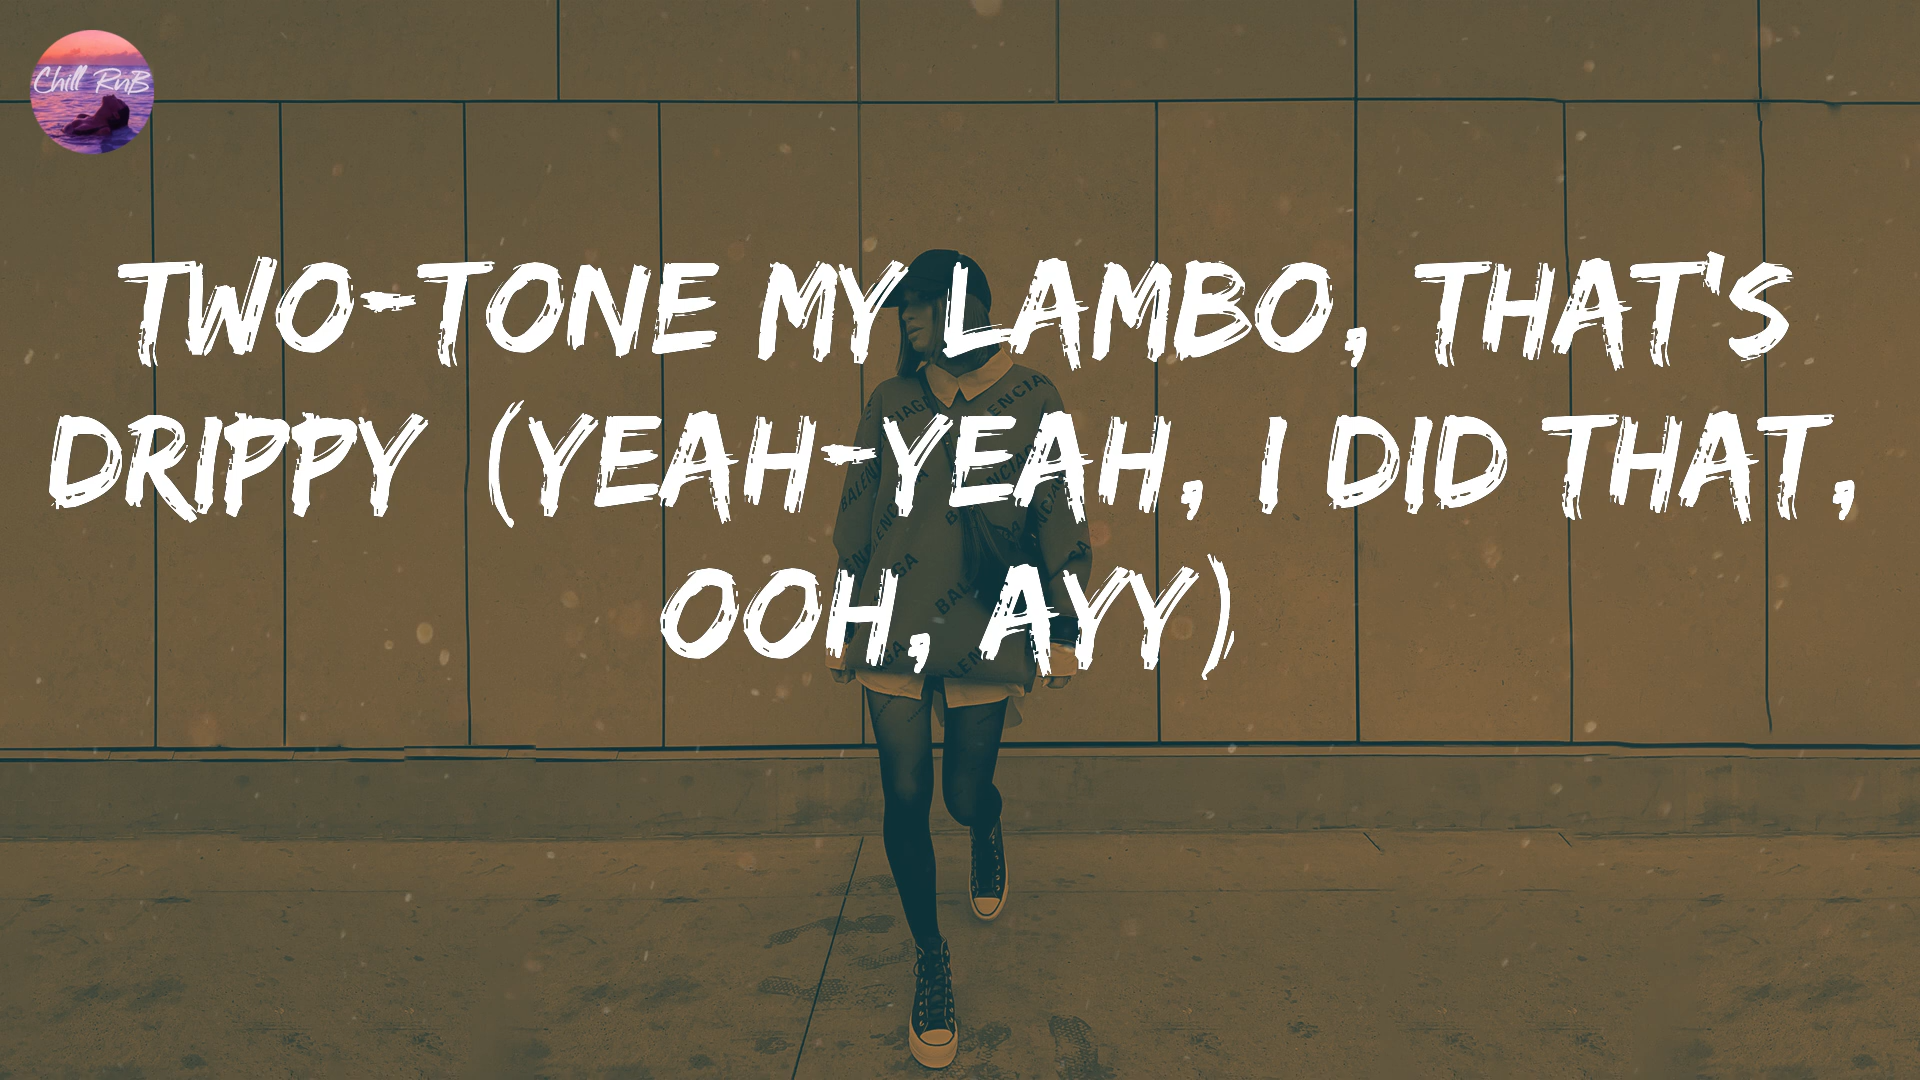 Chill RnB
TWO-TONE MY LAMBO, THAT'S
DRIPPY (YEAH-YEAH, I DID THAT,
OOH, AYY)